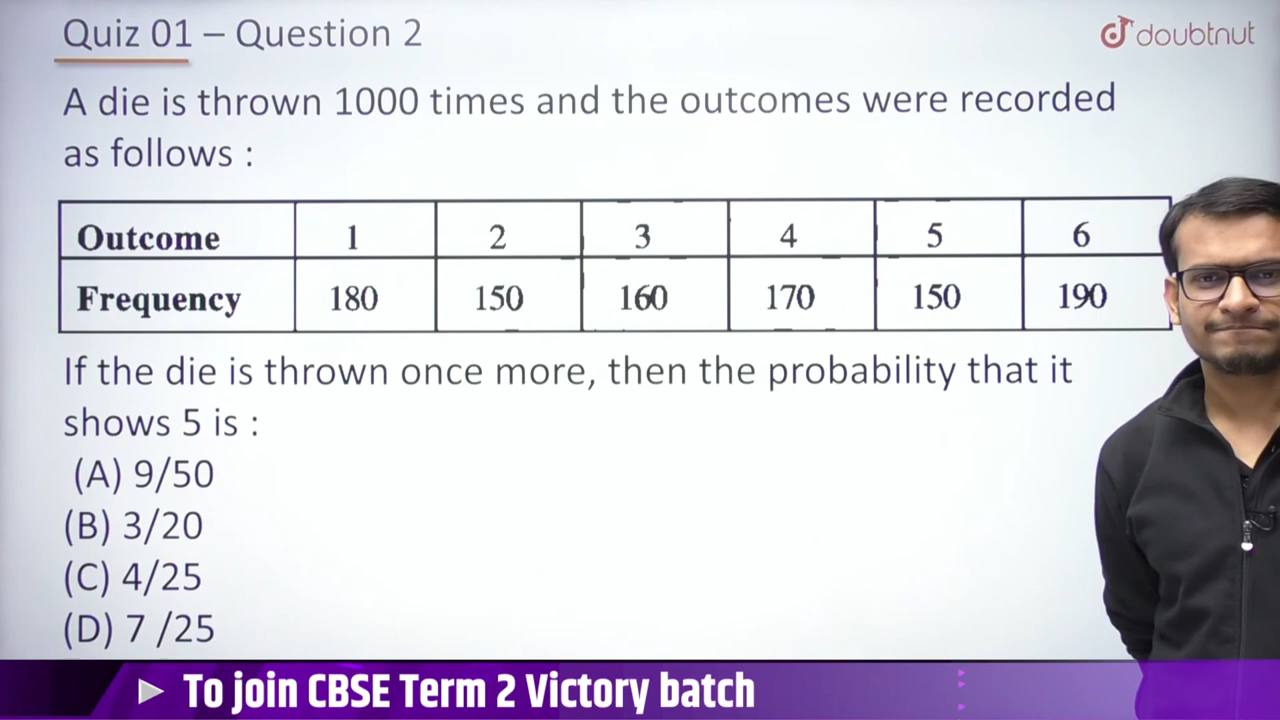 Quiz 01 – Question 2
doubtnut
A die is thrown 1000 times and the outcomes were recorded
as follows :
Outcome 1 2 3 4 5 6
Frequency 180 150 160 170 150 190
If the die is thrown once more, then the probability that it
shows 5 is :
(A) 9/50
(B) 3/20
(C) 4/25
(D) 7 /25
To join CBSE Term 2 Victory batch